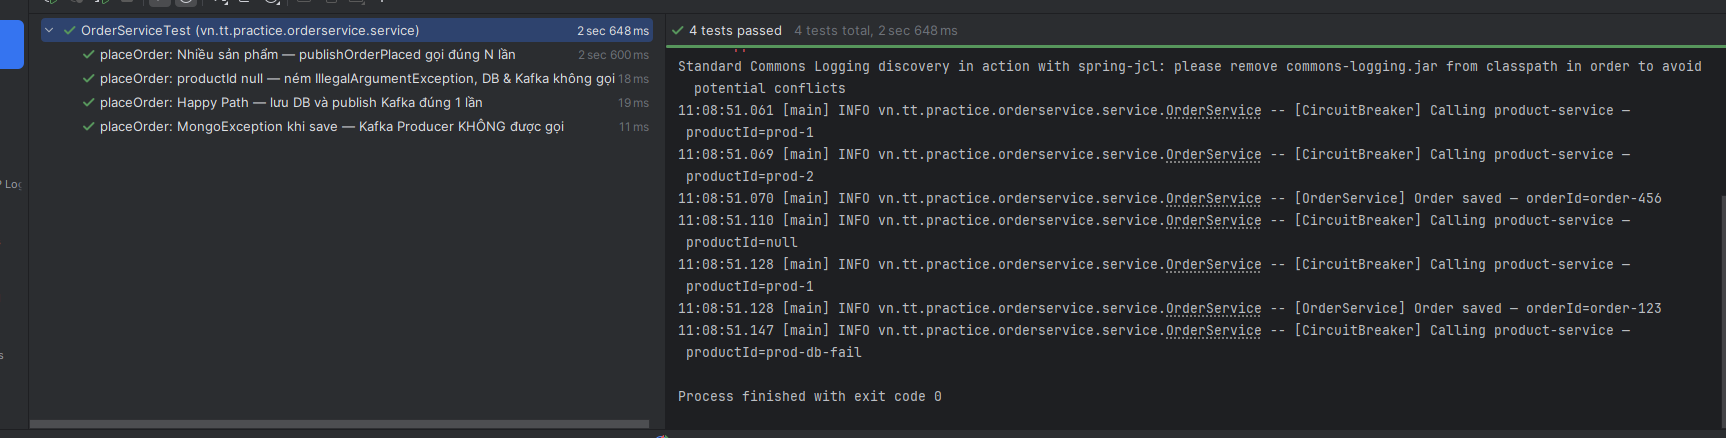 OrderServiceTest (vn.tt.practice.orderservice.service) 2 sec 648 ms
placeOrder: Nhiều sản phẩm — publishOrderPlaced gọi đúng N lần 2 sec 600 ms
placeOrder: productId null — ném IllegalArgumentException, DB & Kafka không gọi 18 ms
placeOrder: Happy Path — lưu DB và publish Kafka đúng 1 lần 19 ms
placeOrder: MongoException khi save — Kafka Producer KHÔNG được gọi 11 ms
4 tests passed 4 tests total, 2 sec 648 ms
Standard Commons Logging discovery in action with spring-jcl: please remove commons-logging.jar from classpath in order to avoid
potential conflicts
11:08:51.061 [main] INFO vn.tt.practice.orderservice.service.OrderService -- [CircuitBreaker] Calling product-service —
productId=prod-1
11:08:51.069 [main] INFO vn.tt.practice.orderservice.service.OrderService -- [CircuitBreaker] Calling product-service —
productId=prod-2
11:08:51.070 [main] INFO vn.tt.practice.orderservice.service.OrderService -- [OrderService] Order saved — orderId=order-456
11:08:51.110 [main] INFO vn.tt.practice.orderservice.service.OrderService -- [CircuitBreaker] Calling product-service —
productId=null
11:08:51.128 [main] INFO vn.tt.practice.orderservice.service.OrderService -- [CircuitBreaker] Calling product-service —
productId=prod-1
11:08:51.128 [main] INFO vn.tt.practice.orderservice.service.OrderService -- [OrderService] Order saved — orderId=order-123
11:08:51.147 [main] INFO vn.tt.practice.orderservice.service.OrderService -- [CircuitBreaker] Calling product-service —
productId=prod-db-fail
Process finished with exit code 0